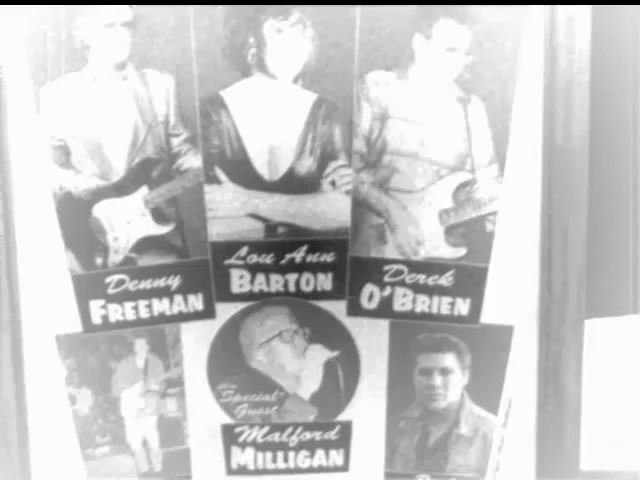 Denny
FREEMAN
Lou Ann
BARTON
Derek
O'BRIEN
Special
Guest
Malford
MILLIGAN